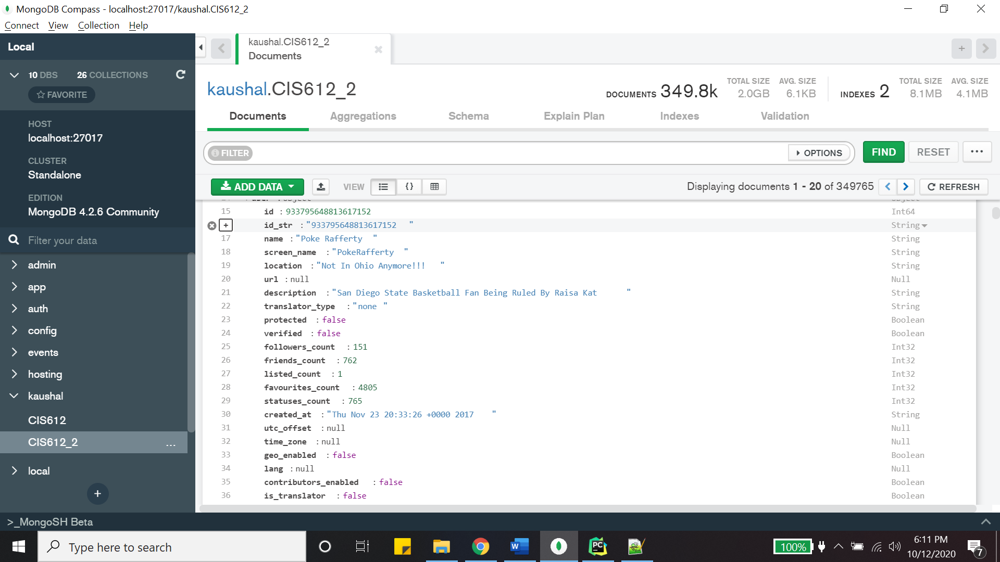 MongoDB Compass - localhost:27017/kaushal.CIS612_2
Connect View Collection Help
Local
10 DBS 26 COLLECTIONS
FAVORITE
HOST
localhost:27017
CLUSTER
Standalone
EDITION
MongoDB 4.2.6 Community
Filter your data
admin
app
auth
config
events
hosting
kaushal
CIS612
CIS612_2 ...
local
+
kaushal.CIS612_2
Documents
kaushal.CIS612_2
DOCUMENTS 349.8k TOTAL SIZE 2.0GB AVG. SIZE 6.1KB INDEXES 2 TOTAL SIZE 8.1MB AVG. SIZE 4.1MB
Documents Aggregations Schema Explain Plan Indexes Validation
FILTER OPTIONS FIND RESET ...
ADD DATA VIEW {} Displaying documents 1 - 20 of 349765 REFRESH
15 id : 933795648813617152 Int64
+ id_str : "933795648813617152 " String
17 name : "Poke Rafferty " String
18 screen_name : "PokeRafferty " String
19 location : "Not In Ohio Anymore!!! " String
20 url : null Null
21 description : "San Diego State Basketball Fan Being Ruled By Raisa Kat " String
22 translator_type : "none " String
23 protected : false Boolean
24 verified : false Boolean
25 followers_count : 151 Int32
26 friends_count : 762 Int32
27 listed_count : 1 Int32
28 favourites_count : 4805 Int32
29 statuses_count : 765 Int32
30 created_at : "Thu Nov 23 20:33:26 +0000 2017 " String
31 utc_offset : null Null
32 time_zone : null Null
33 geo_enabled : false Boolean
34 lang : null Null
35 contributors_enabled : false Boolean
36 is_translator : false Boolean
>_MongoSH Beta
Type here to search
W
PC
100%
6:11 PM
10/12/2020
7